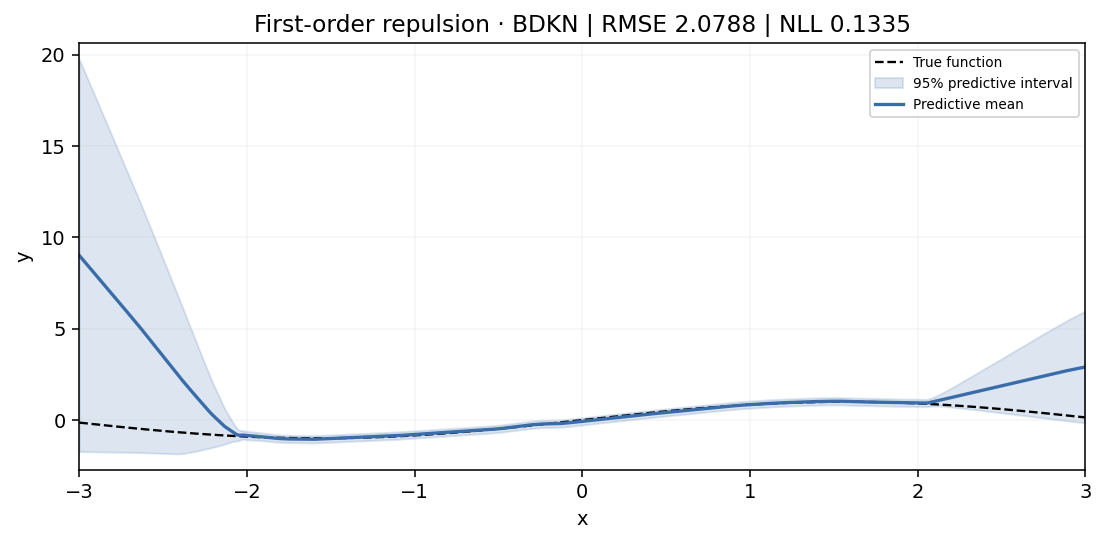 First-order repulsion · BDKN | RMSE 2.0788 | NLL 0.1335
True function
95% predictive interval
Predictive mean
20
15
10
5
0
y
−3
−2
−1
0
1
2
3
x